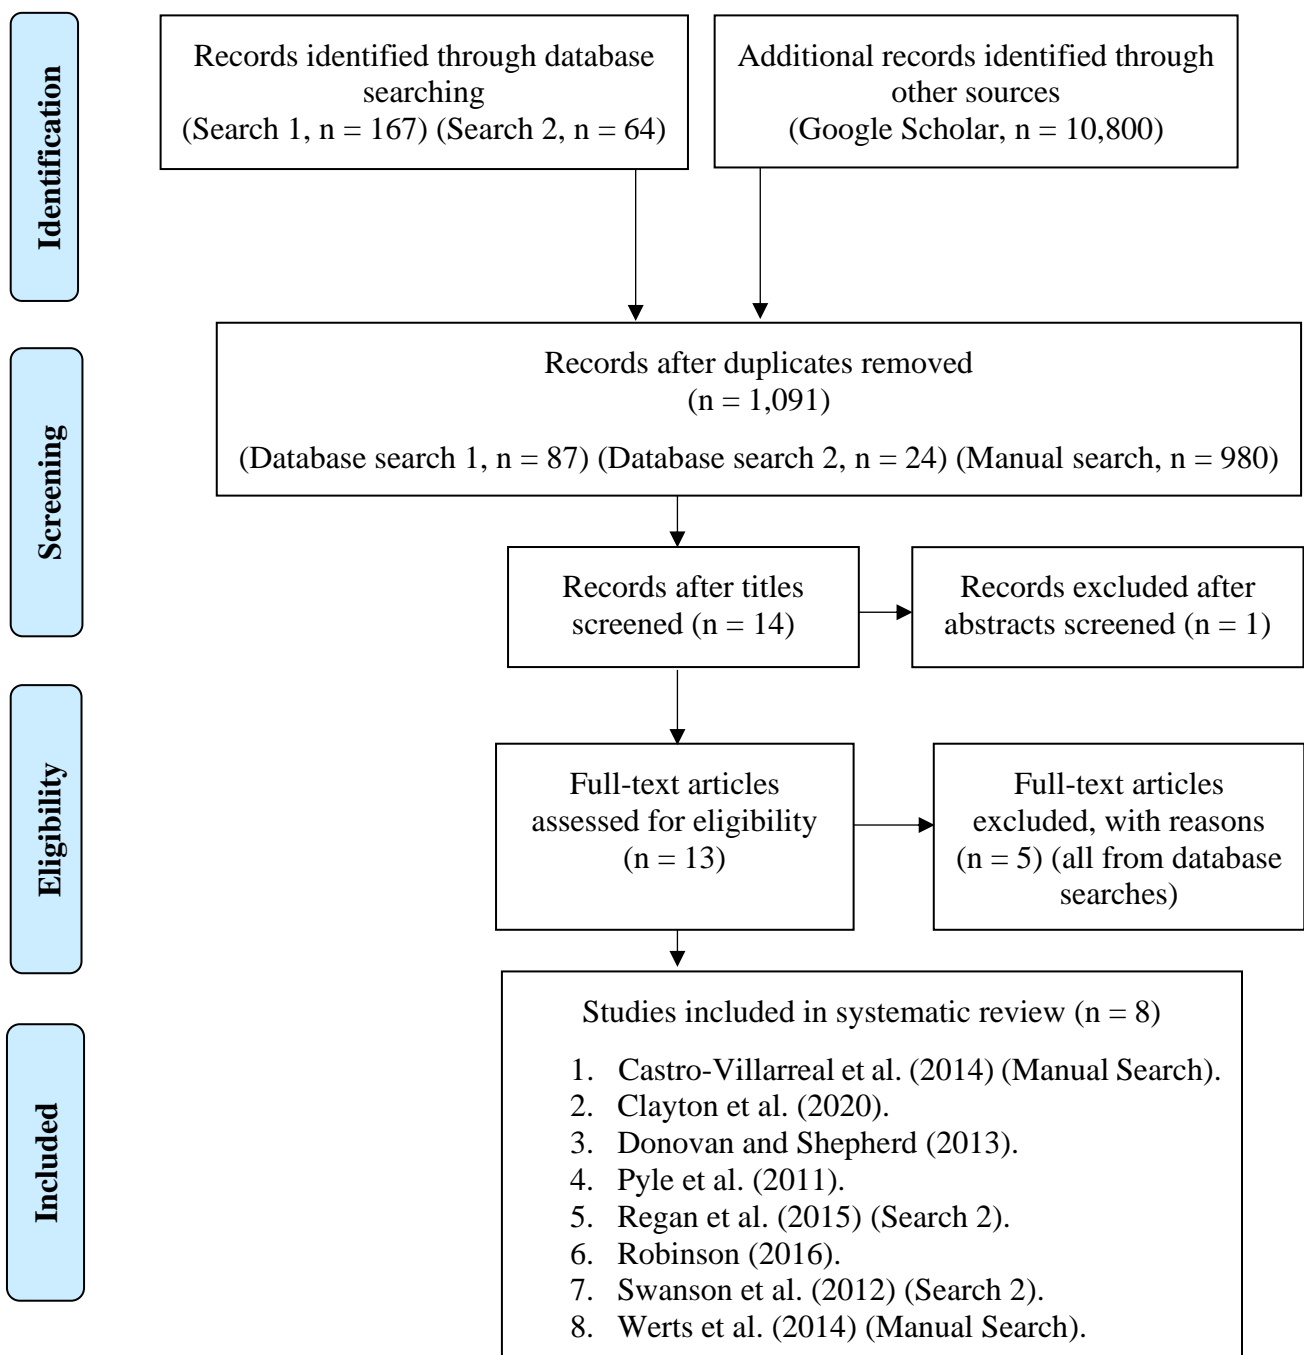 Identification
Records identified through database
searching
(Search 1, n = 167) (Search 2, n = 64)
Additional records identified through
other sources
(Google Scholar, n = 10,800)
Screening
Records after duplicates removed
(n = 1,091)
(Database search 1, n = 87) (Database search 2, n = 24) (Manual search, n = 980)
Records after titles
screened (n = 14)
Records excluded after
abstracts screened (n = 1)
Eligibility
Full-text articles
assessed for eligibility
(n = 13)
Full-text articles
excluded, with reasons
(n = 5) (all from database
searches)
Included
Studies included in systematic review (n = 8)
1. Castro-Villarreal et al. (2014) (Manual Search).
2. Clayton et al. (2020).
3. Donovan and Shepherd (2013).
4. Pyle et al. (2011).
5. Regan et al. (2015) (Search 2).
6. Robinson (2016).
7. Swanson et al. (2012) (Search 2).
8. Werts et al. (2014) (Manual Search).